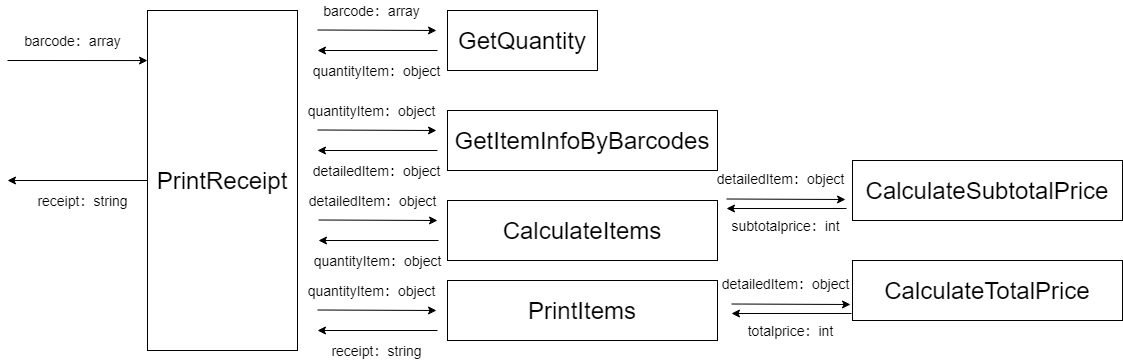 barcode: array
PrintReceipt
receipt: string
barcode: array
GetQuantity
quantityItem: object
quantityItem: object
GetItemInfoByBarcodes
detailedItem: object
detailedItem: object
CalculateItems
quantityItem: object
detailedItem: object
CalculateSubtotalPrice
subtotalprice: int
quantityItem: object
PrintItems
receipt: string
detailedItem: object
CalculateTotalPrice
totalprice: int